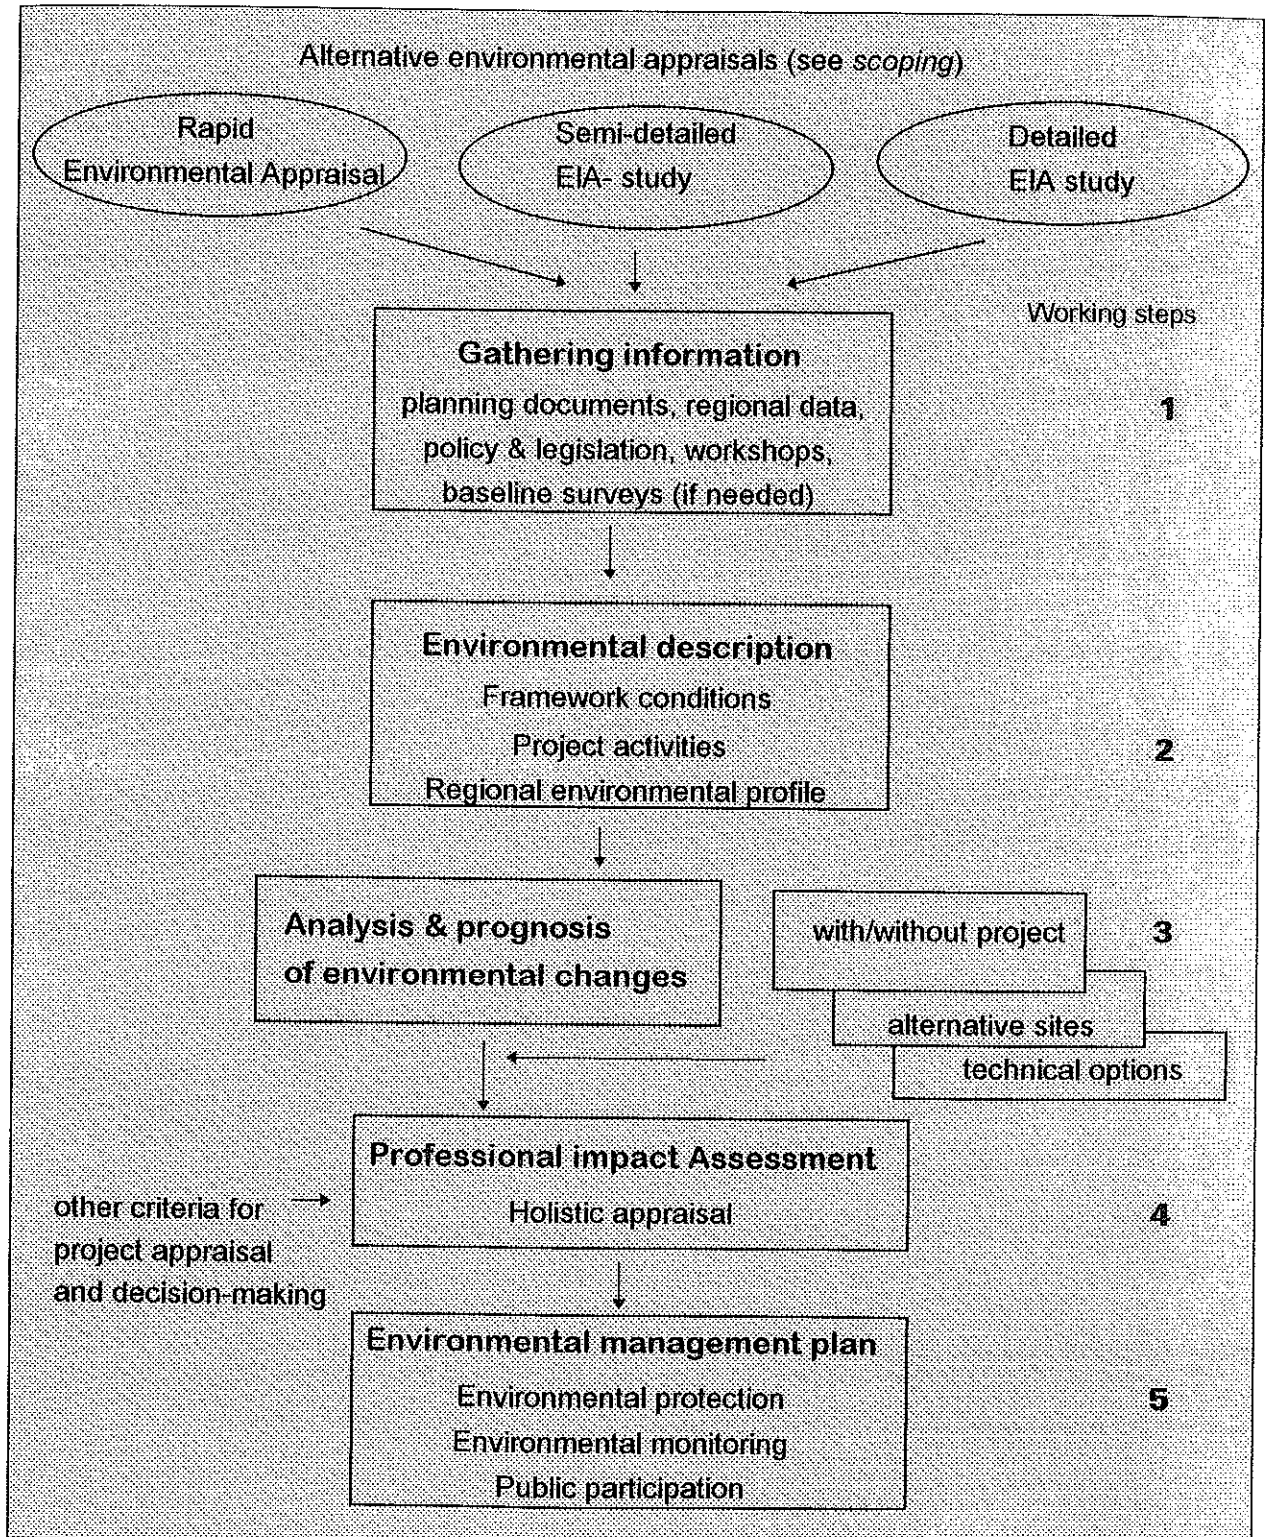 Alternative environmental appraisals (see scoping)
Rapid
Environmental Appraisal
Semi-detailed
EIA- study
Detailed
EIA study
Working steps
Gathering information
planning documents, regional data,
policy & legislation, workshops,
baseline surveys (if needed)
1
Environmental description
Framework conditions
Project activities
Regional environmental profile
2
Analysis & prognosis
of environmental changes
with/without project
alternative sites
technical options
3
Professional impact Assessment
Holistic appraisal
4
other criteria for
project appraisal
and decision-making
Environmental management plan
Environmental protection
Environmental monitoring
Public participation
5